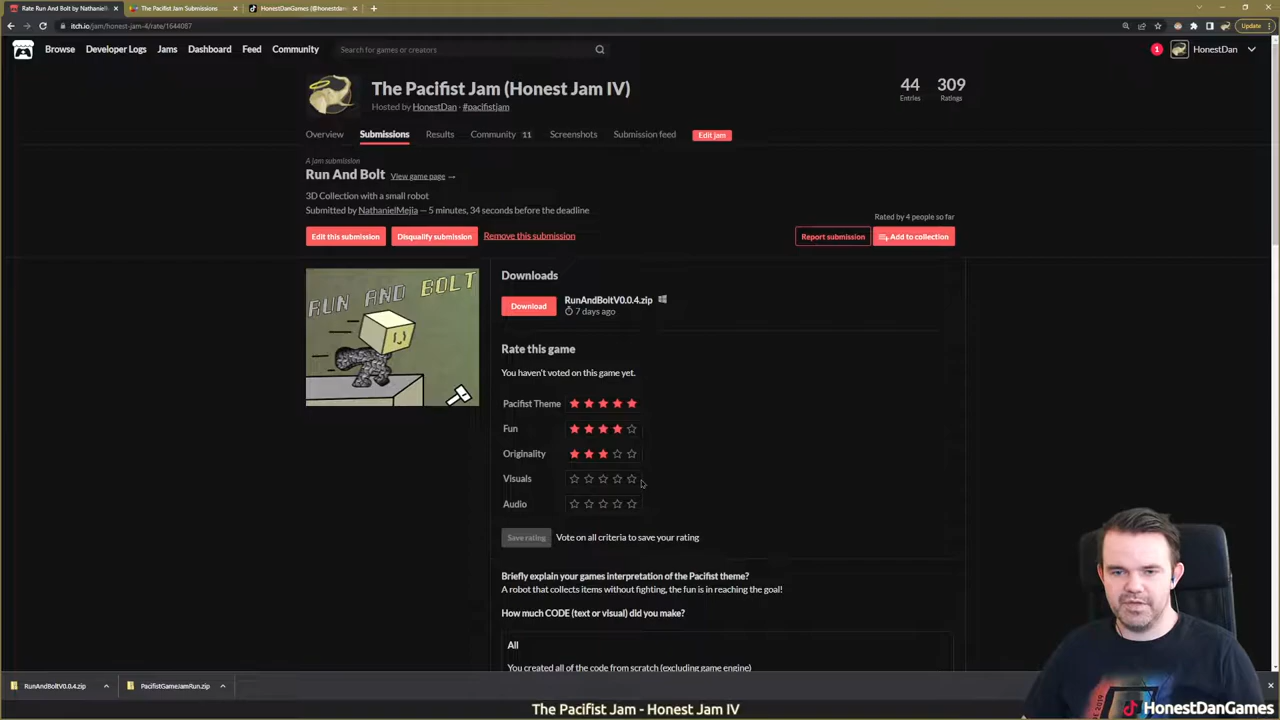 Rate Run And Bolt by Nathaniel
The Pacifist Jam Submissions
HonestDanGames (@honestdan
Update
itch.io/jam/honest-jam-4/rate/1644087
Browse
Developer Logs
Jams
Dashboard
Feed
Community
Search for games or creators
1
HonestDan
The Pacifist Jam (Honest Jam IV)
Hosted by HonestDan · #pacifistjam
44
Entries
309
Ratings
Overview
Submissions
Results
Community 11
Screenshots
Submission feed
Edit jam
A jam submission
Run And Bolt View game page →
3D Collection with a small robot
Submitted by NathanielMejia — 5 minutes, 34 seconds before the deadline
Rated by 4 people so far
Edit this submission
Disqualify submission
Remove this submission
Report submission
Add to collection
RUN AND BOLT
Downloads
Download
RunAndBoltV0.0.4.zip
7 days ago
Rate this game
You haven't voted on this game yet.
Pacifist Theme
Fun
Originality
Visuals
Audio
Save rating
Vote on all criteria to save your rating
Briefly explain your games interpretation of the Pacifist theme?
A robot that collects items without fighting, the fun is in reaching the goal!
How much CODE (text or visual) did you make?
All
You created all of the code from scratch (excluding game engine)
RunAndBoltV0.0.4.zip
PacifistGameJamRun.zip
2019
The Pacifist Jam - Honest Jam IV
HonestDanGames